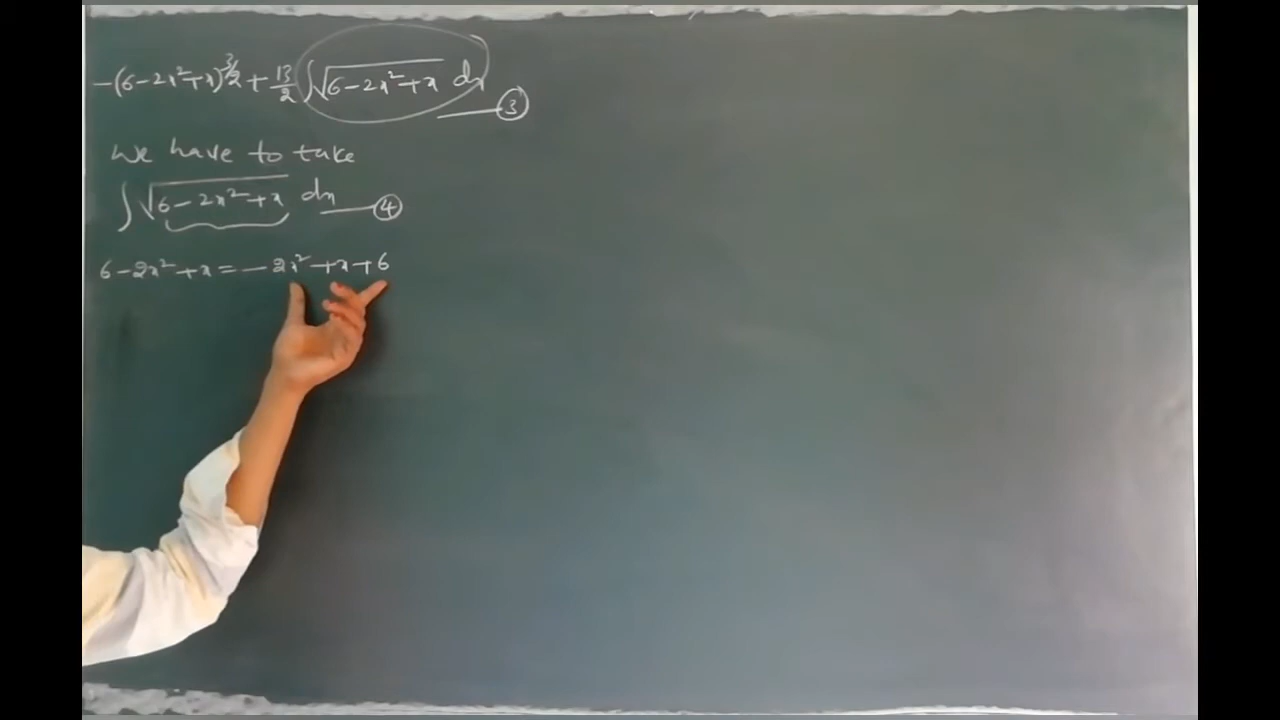 -(6-2x²+x)^3/2 + 13/2 ∫√(6-2x²+x) dx — ③
We have to take
∫√(6-2x²+x) dx — ④
6-2x²+x = -2x²+x+6